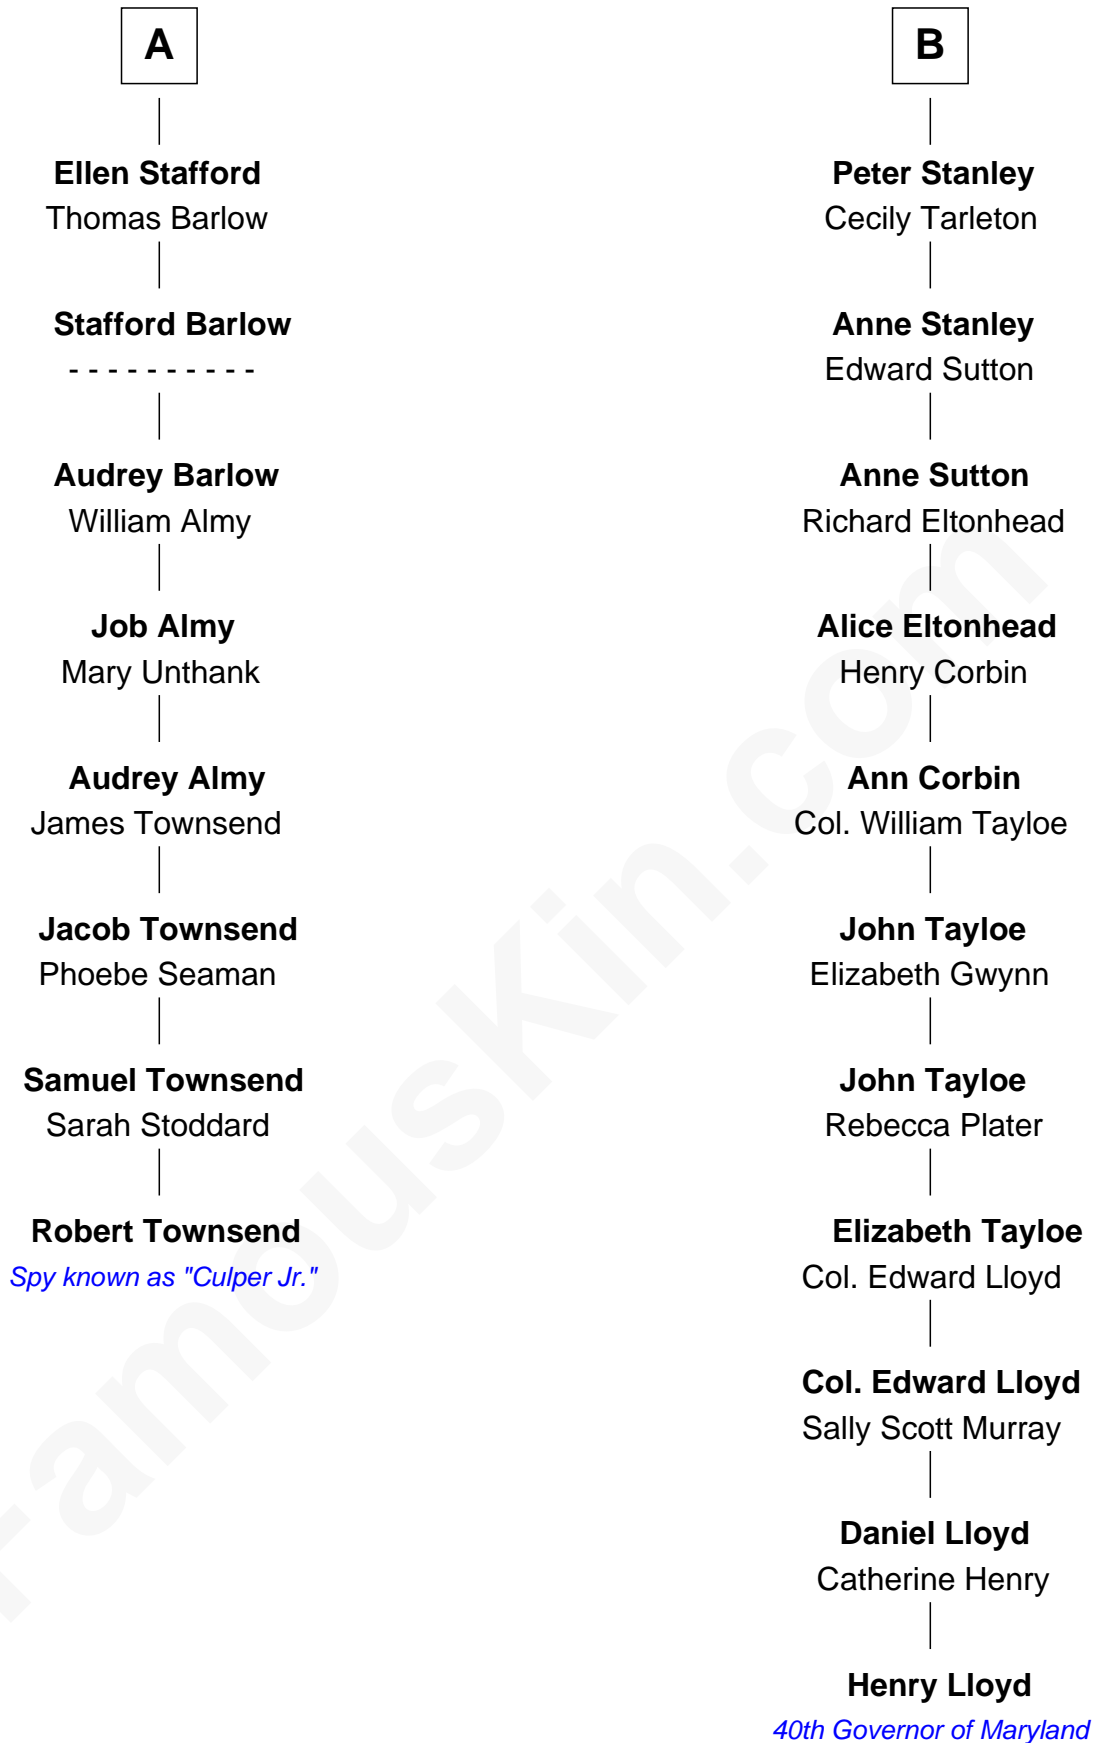 A
Ellen Stafford
Thomas Barlow
Stafford Barlow
- - - - - - - - - -
Audrey Barlow
William Almy
Job Almy
Mary Unthank
Audrey Almy
James Townsend
Jacob Townsend
Phoebe Seaman
Samuel Townsend
Sarah Stoddard
Robert Townsend
Spy known as "Culper Jr."
B
Peter Stanley
Cecily Tarleton
Anne Stanley
Edward Sutton
Anne Sutton
Richard Eltonhead
Alice Eltonhead
Henry Corbin
Ann Corbin
Col. William Tayloe
John Tayloe
Elizabeth Gwynn
John Tayloe
Rebecca Plater
Elizabeth Tayloe
Col. Edward Lloyd
Col. Edward Lloyd
Sally Scott Murray
Daniel Lloyd
Catherine Henry
Henry Lloyd
40th Governor of Maryland
FamousKin.com